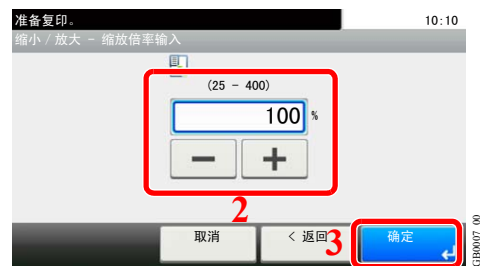 准备复印。 10:10
缩小 / 放大 - 缩放倍率输入
(25 - 400)
100 %
− +
2
取消 < 返回 3 确定
GB0007_00